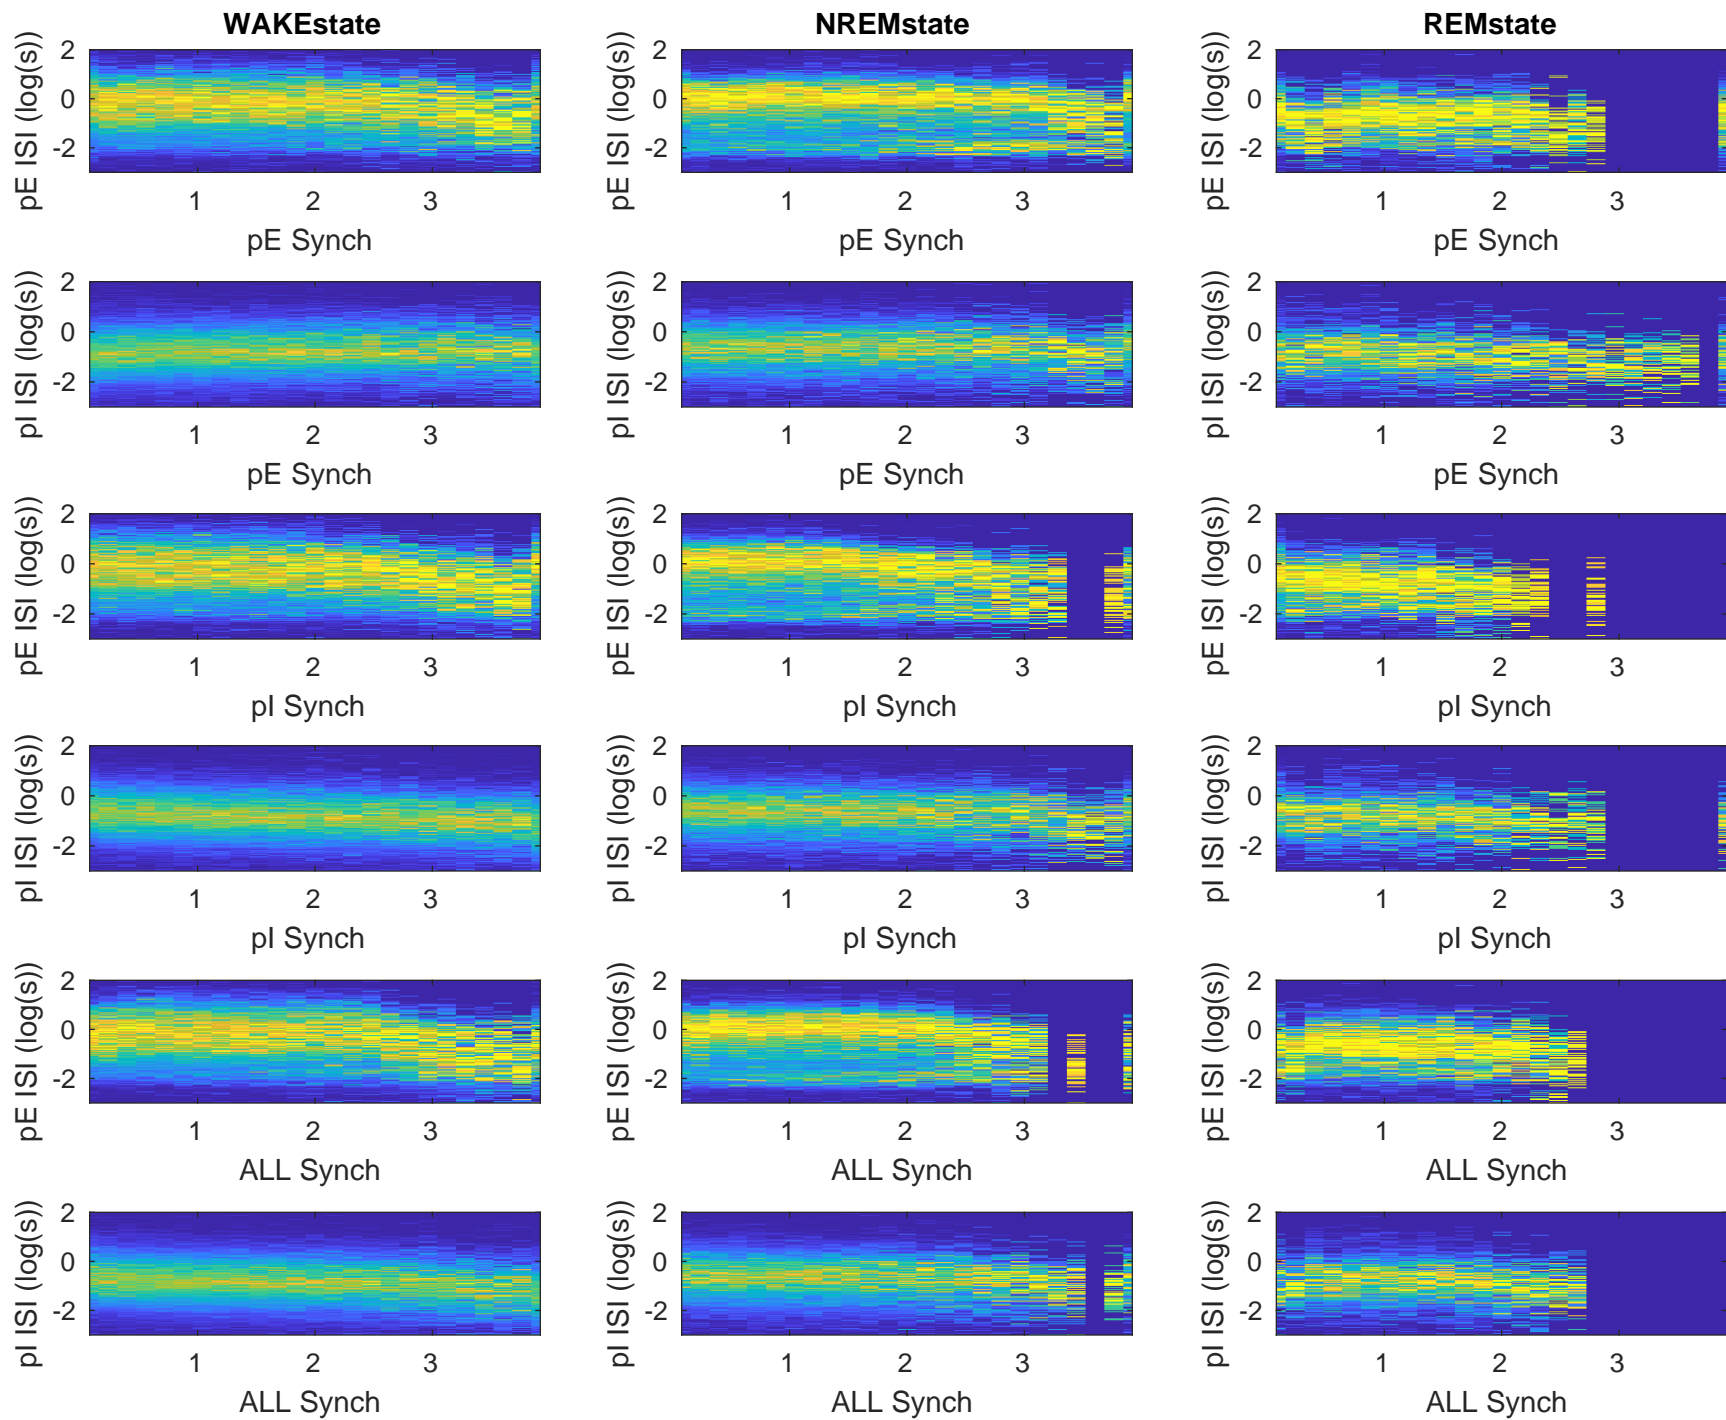 WAKEstate NREMstate REMstate
pE ISI (log(s)) 2 0 -2 pE ISI (log(s)) 2 0 -2 pE ISI (log(s)) 2 0 -2
1 2 3 1 2 3 1 2 3
pE Synch pE Synch pE Synch
pI ISI (log(s)) 2 0 -2 pI ISI (log(s)) 2 0 -2 pI ISI (log(s)) 2 0 -2
1 2 3 1 2 3 1 2 3
pE Synch pE Synch pE Synch
pE ISI (log(s)) 2 0 -2 pE ISI (log(s)) 2 0 -2 pE ISI (log(s)) 2 0 -2
1 2 3 1 2 3 1 2 3
pI Synch pI Synch pI Synch
pI ISI (log(s)) 2 0 -2 pI ISI (log(s)) 2 0 -2 pI ISI (log(s)) 2 0 -2
1 2 3 1 2 3 1 2 3
pI Synch pI Synch pI Synch
pE ISI (log(s)) 2 0 -2 pE ISI (log(s)) 2 0 -2 pE ISI (log(s)) 2 0 -2
1 2 3 1 2 3 1 2 3
ALL Synch ALL Synch ALL Synch
pI ISI (log(s)) 2 0 -2 pI ISI (log(s)) 2 0 -2 pI ISI (log(s)) 2 0 -2
1 2 3 1 2 3 1 2 3
ALL Synch ALL Synch ALL Synch